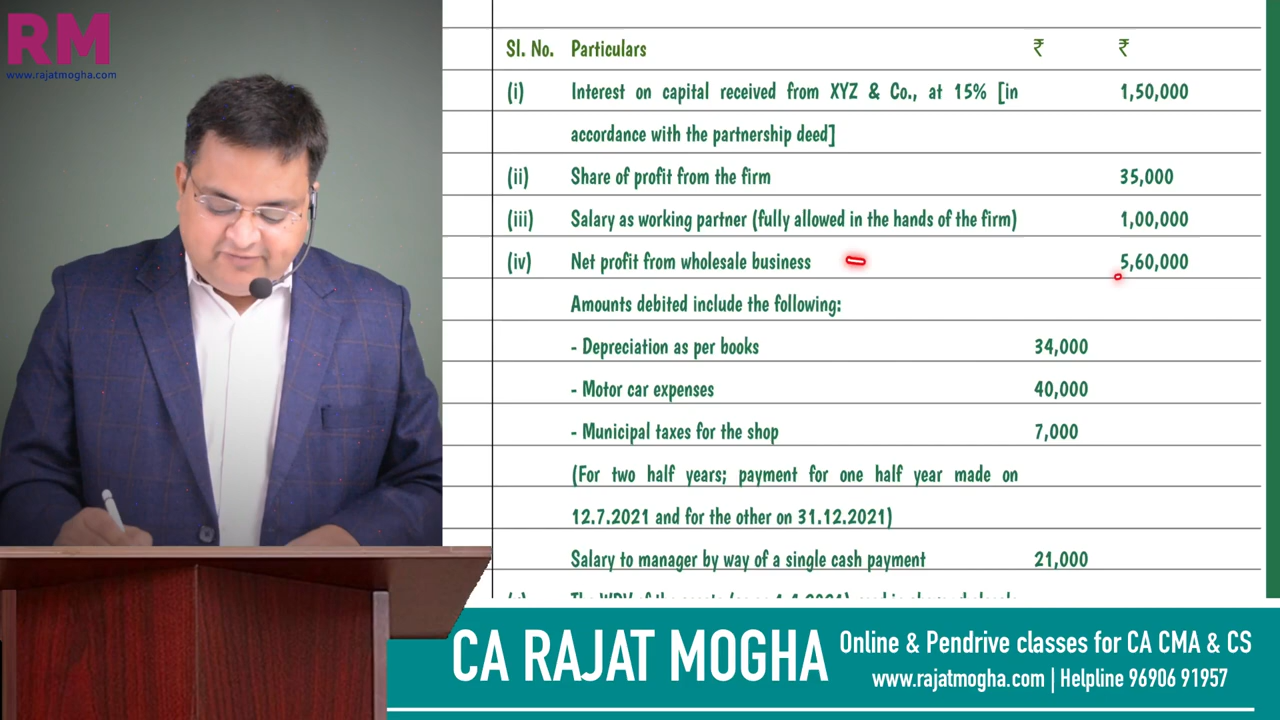 RM
www.rajatmogha.com
Sl. No. Particulars ₹ ₹
(i) Interest on capital received from XYZ & Co., at 15% [in 1,50,000
accordance with the partnership deed]
(ii) Share of profit from the firm 35,000
(iii) Salary as working partner (fully allowed in the hands of the firm) 1,00,000
(iv) Net profit from wholesale business 5,60,000
Amounts debited include the following:
- Depreciation as per books 34,000
- Motor car expenses 40,000
- Municipal taxes for the shop 7,000
(For two half years; payment for one half year made on
12.7.2021 and for the other on 31.12.2021)
Salary to manager by way of a single cash payment 21,000
CA RAJAT MOGHA
Online & Pendrive classes for CA CMA & CS
www.rajatmogha.com | Helpline 96906 91957